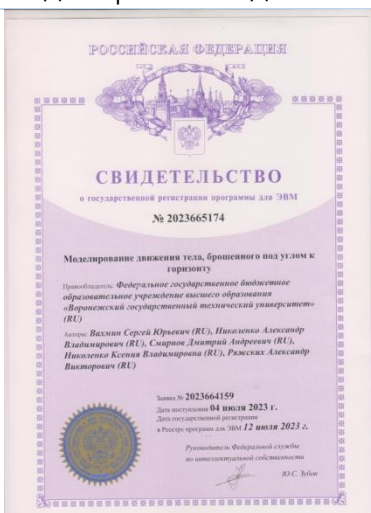 РОССИЙСКАЯ ФЕДЕРАЦИЯ
СВИДЕТЕЛЬСТВО
о государственной регистрации программы для ЭВМ
№ 2023665174
Моделирование движения тела, брошенного под углом к
горизонту
Правообладатель: Федеральное государственное бюджетное
образовательное учреждение высшего образования
«Воронежский государственный технический университет»
(RU)
Авторы: Вахмин Сергей Юрьевич (RU), Николенко Александр
Владимирович (RU), Смирнов Дмитрий Андреевич (RU),
Николенко Ксения Владимировна (RU), Ряжских Александр
Викторович (RU)
Заявка № 2023664159
Дата поступления 04 июля 2023 г.
Дата государственной регистрации
в Реестре программ для ЭВМ 12 июля 2023 г.
Руководитель Федеральной службы
по интеллектуальной собственности
Ю.С. Зубов